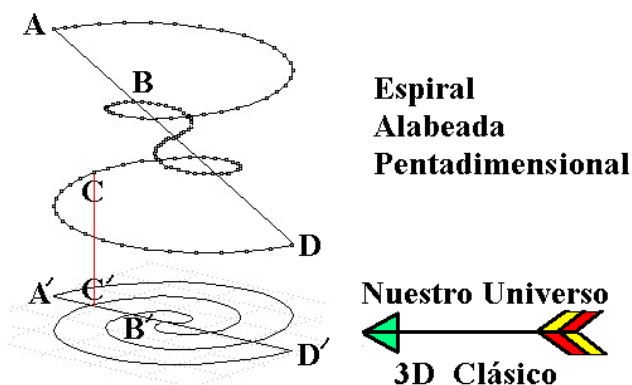 A
B
Espiral
Alabeada
Pentadimensional
C
D
A′
C′
B′
D′
Nuestro Universo
3D Clásico